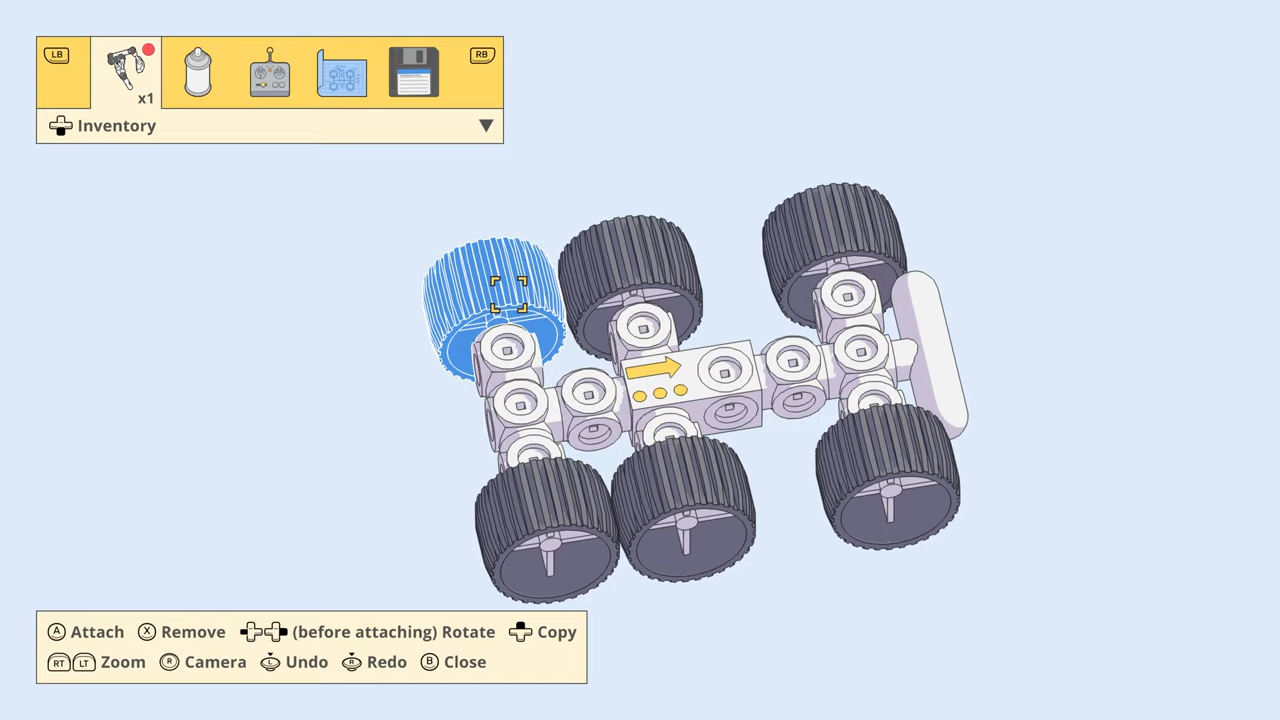 LB
RB
x1
Inventory
A Attach X Remove (before attaching) Rotate Copy
RT LT Zoom R Camera L Undo R Redo B Close